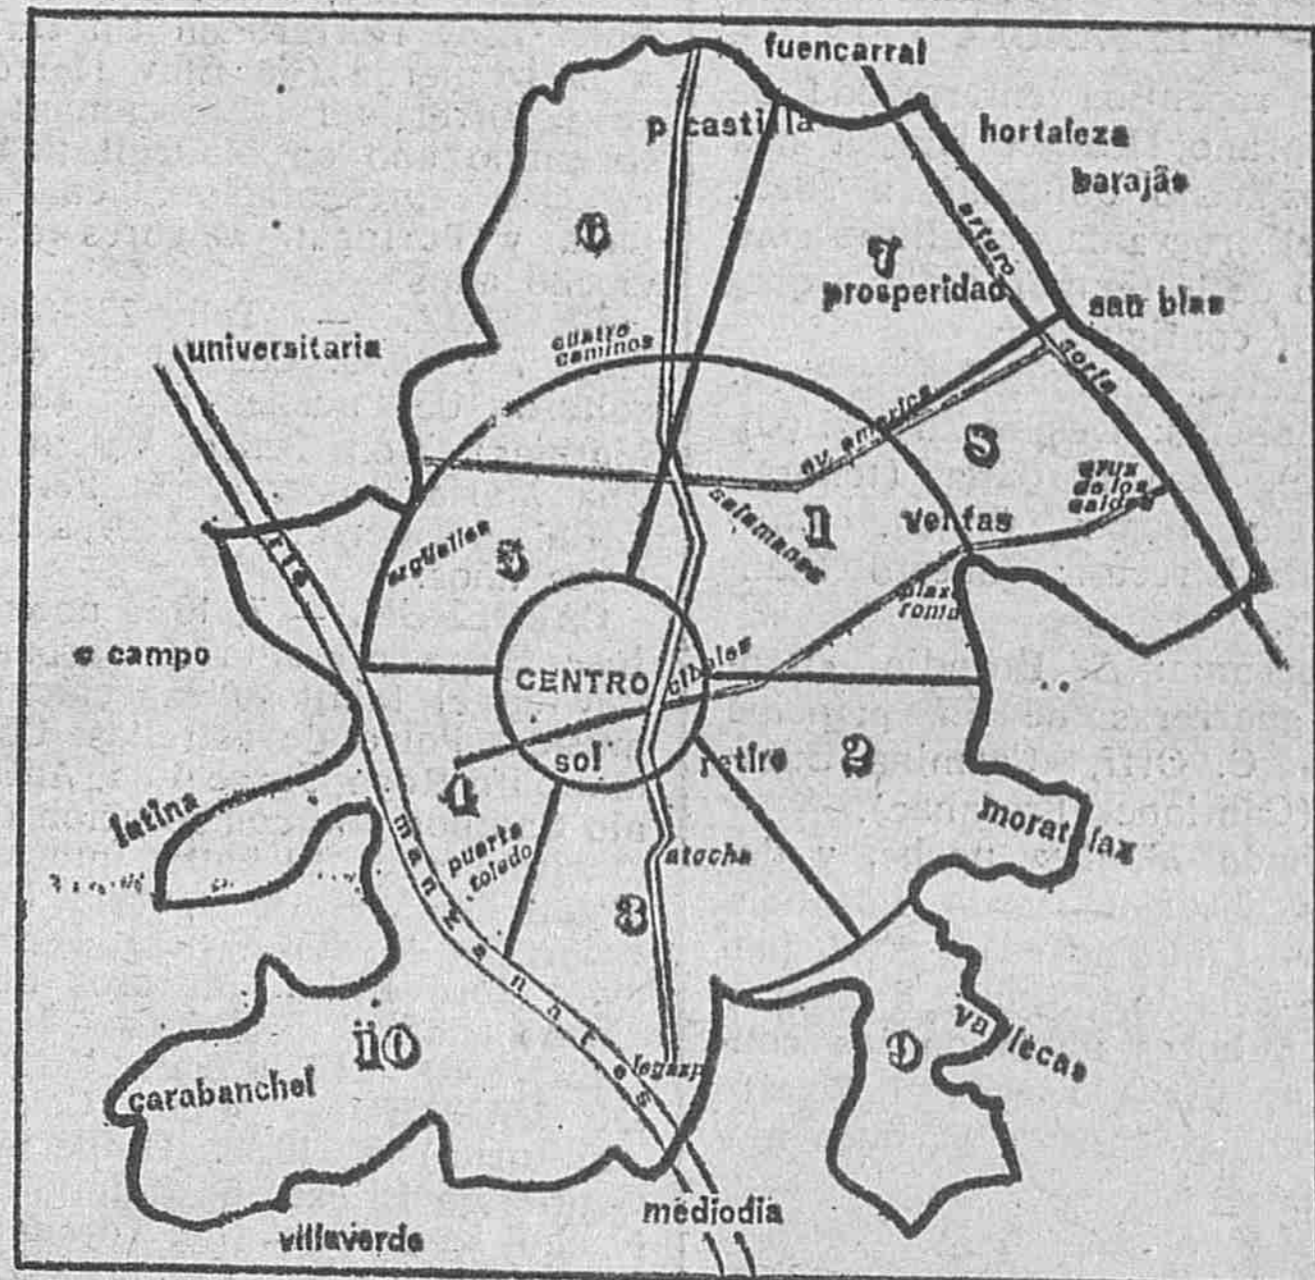 fuencarral
p castilla
hortaleza
barajas
6
7
arturo
prosperidad
san blas
universitaria
cuatro
caminos
soria
av. america
8
cruz
de los
caidos
salamanca
1
ventas
arguelles
5
rio
plaza
roma
e campo
CENTRO
cibeles
sol
retiro
2
4
latina
manzanares
puerta
toledo
atocha
moratalaz
3
10
9
vallecas
legazpi
carabanchel
mediodia
villaverde